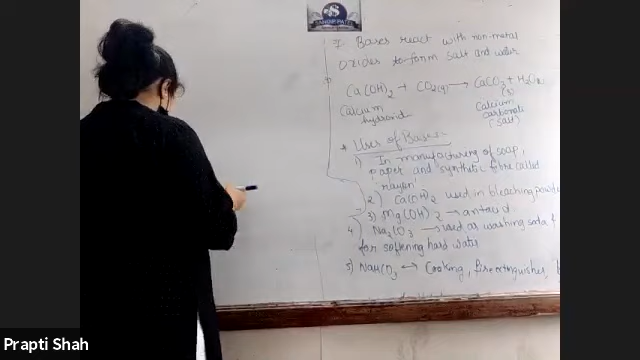 7 Bases react with non-metal
oxides to form salt and water
Ca(OH)2 + CO2(g) → CaCO3 + H2O
(s)
Calcium
hydroxide
Calcium
carbonate
(salt)
* Uses of Bases
1) In manufacturing of soap,
paper and synthetic fibre called
'rayon'
2) Ca(OH)2 used in bleaching powder
3) Mg(OH)2 → antacid
4) Na2CO3 → used as washing soda &
for softening hard water
5) NaHCO3 ↔ Cooking, fire extinguisher,
Prapti Shah